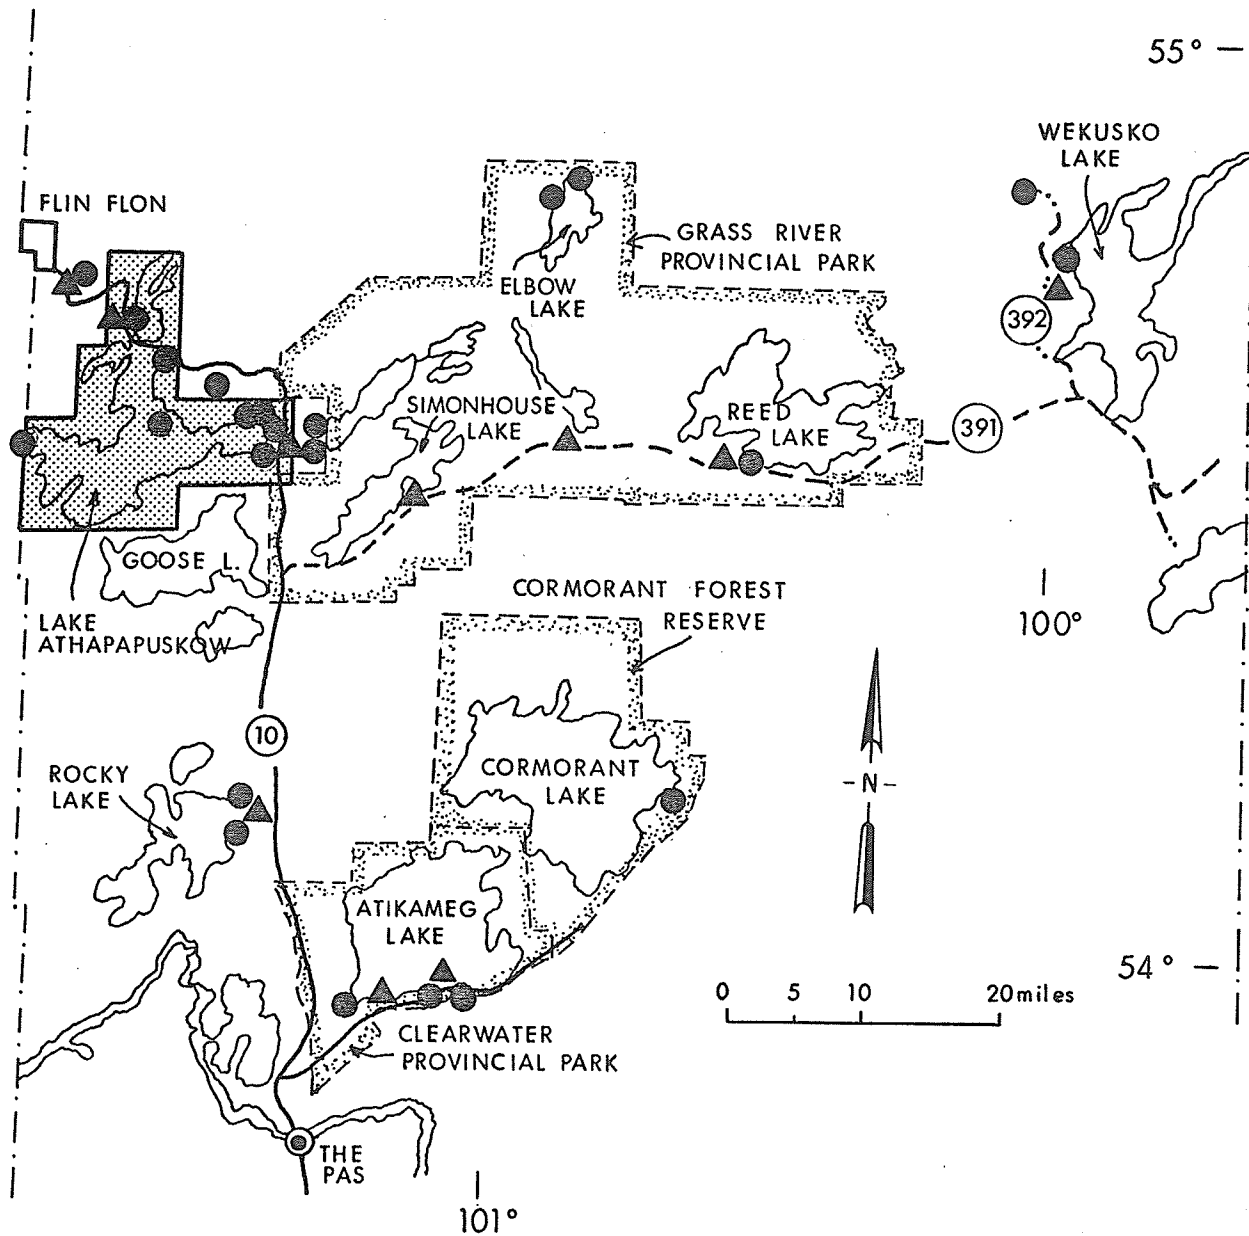 55°
WEKUSKO
LAKE
FLIN FLON
GRASS RIVER
PROVINCIAL PARK
ELBOW
LAKE
392
SIMONHOUSE
LAKE
REED
LAKE
391
GOOSE L.
CORMORANT FOREST
RESERVE
100°
LAKE
ATHAPAPUSKOW
10
ROCKY
LAKE
CORMORANT
LAKE
-N-
ATIKAMEG
LAKE
54°
0 5 10 20 miles
CLEARWATER
PROVINCIAL PARK
THE
PAS
101°